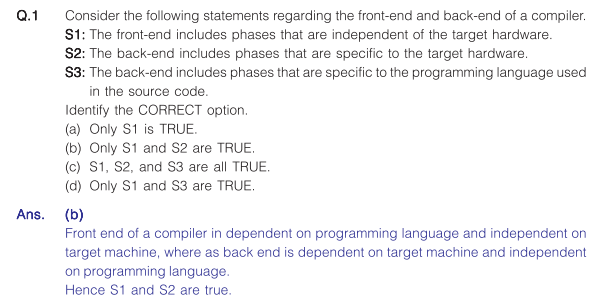 Q.1 Consider the following statements regarding the front-end and back-end of a compiler.
S1: The front-end includes phases that are independent of the target hardware.
S2: The back-end includes phases that are specific to the target hardware.
S3: The back-end includes phases that are specific to the programming language used
in the source code.
Identify the CORRECT option.
(a) Only S1 is TRUE.
(b) Only S1 and S2 are TRUE.
(c) S1, S2, and S3 are all TRUE.
(d) Only S1 and S3 are TRUE.
Ans. (b)
Front end of a compiler in dependent on programming language and independent on
target machine, where as back end is dependent on target machine and independent
on programming language.
Hence S1 and S2 are true.